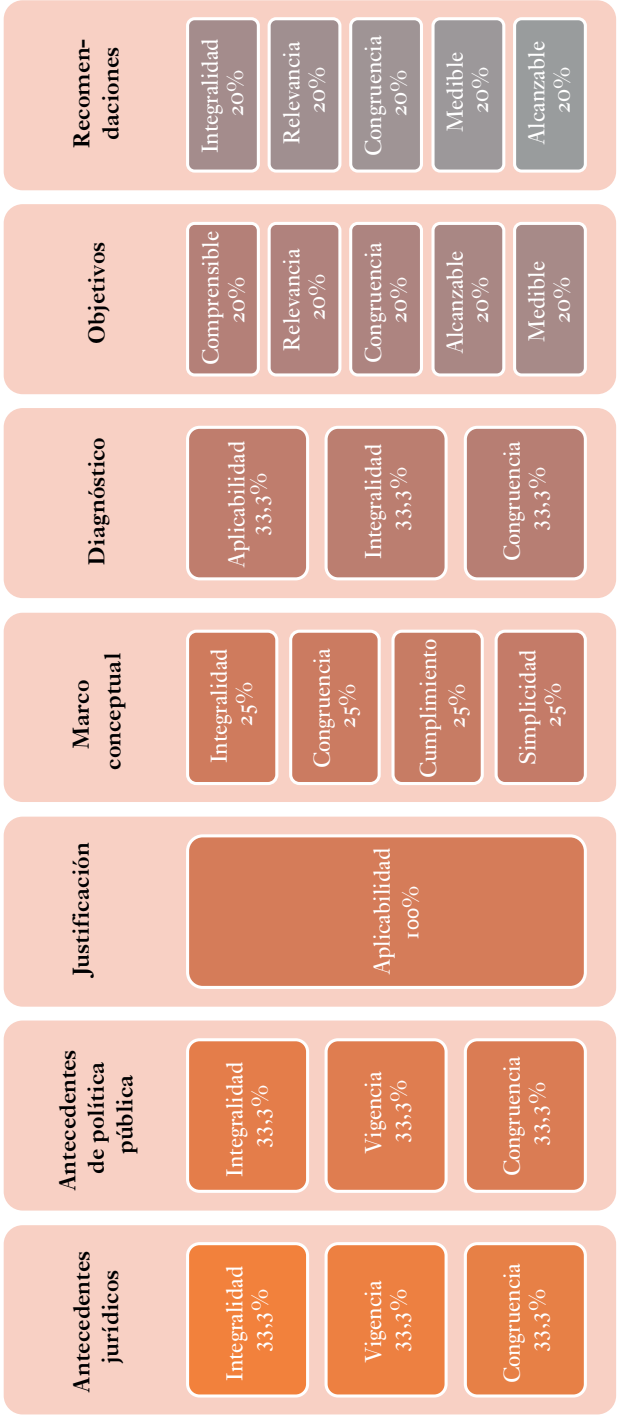 Antecedentes
jurídicos
Integralidad
33,3%
Vigencia
33,3%
Congruencia
33,3%
Antecedentes
de política
pública
Integralidad
33,3%
Vigencia
33,3%
Congruencia
33,3%
Justificación
Aplicabilidad
100%
Marco
conceptual
Integralidad
25%
Congruencia
25%
Cumplimiento
25%
Simplicidad
25%
Diagnóstico
Aplicabilidad
33,3%
Integralidad
33,3%
Congruencia
33,3%
Objetivos
Comprensible
20%
Relevancia
20%
Congruencia
20%
Alcanzable
20%
Medible
20%
Recomen-
daciones
Integralidad
20%
Relevancia
20%
Congruencia
20%
Medible
20%
Alcanzable
20%